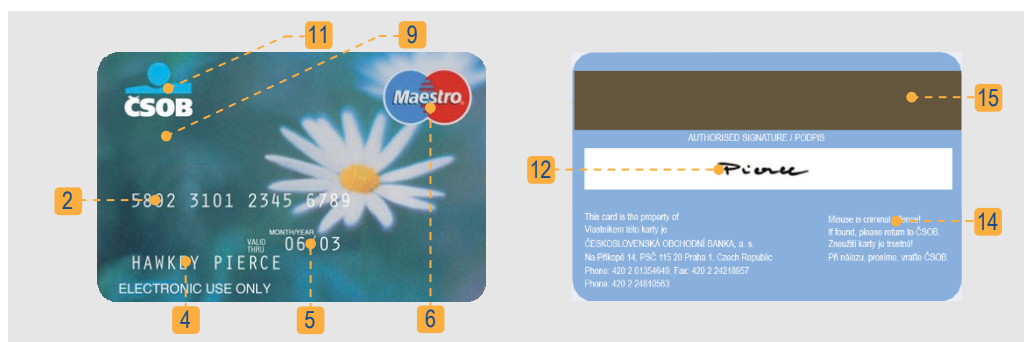 11
9
ČSOB
Maestro
6
2
5892 3101 2345 6789
MONTH/YEAR
VALID THRU 06/03
HAWKEY PIERCE
ELECTRONIC USE ONLY
4
5
15
AUTHORISED SIGNATURE / PODPIS
12
Pierce
14
This card is the property of
Vlastníkem této karty je
ČESKOSLOVENSKÁ OBCHODNÍ BANKA, a. s.
Na Příkopě 14, PSČ 115 20 Praha 1, Czech Republic
Phone: 420 2 61354649, Fax: 420 2 24218957
Phone: 420 2 24810563
Misuse is criminal offence!
If found, please return to ČSOB.
Zneužití karty je trestné!
Při nálezu, prosíme, vraťte ČSOB.